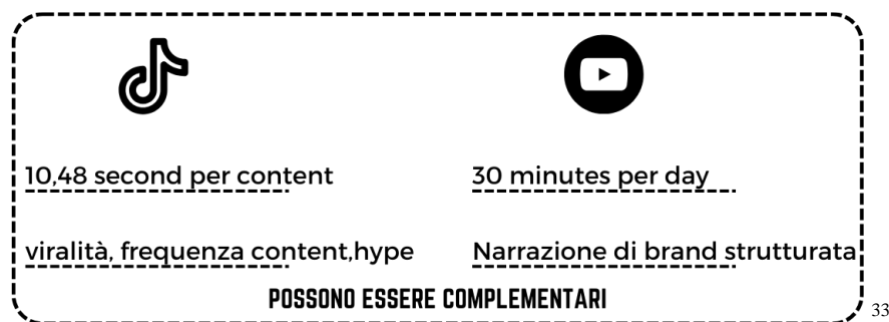 10,48 second per content
30 minutes per day
viralità, frequenza content,hype
Narrazione di brand strutturata
POSSONO ESSERE COMPLEMENTARI
33